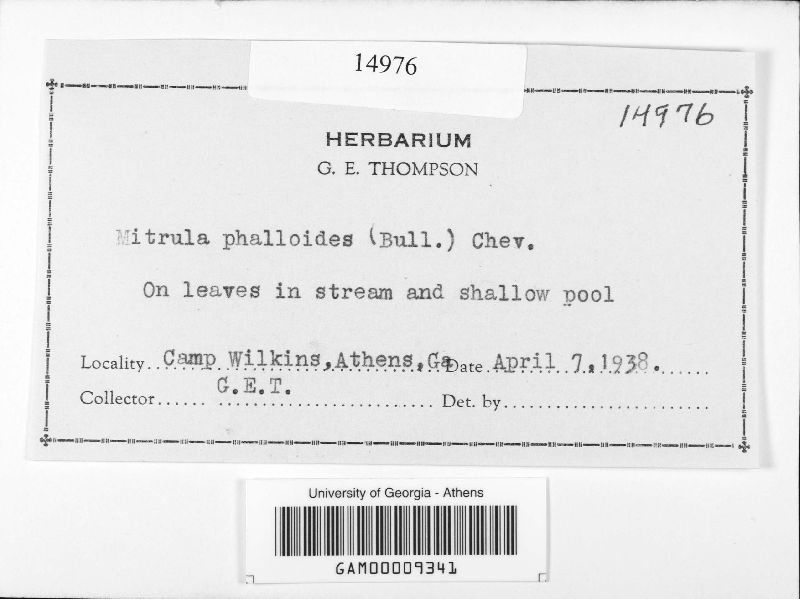 14976
14976
HERBARIUM
G. E. THOMPSON
Mitrula phalloides (Bull.) Chev.
On leaves in stream and shallow pool
Locality..Camp Wilkins,Athens,Ga Date.April 7,1938.......
Collector...... G.E.T. .......................... Det. by..............................
University of Georgia - Athens
GAM00009341